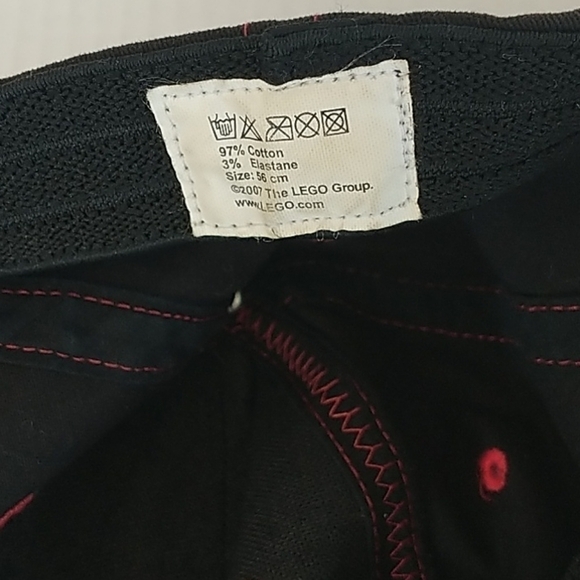 97% Cotton
3% Elastane
Size: 56 cm
©2007 The LEGO Group.
www.LEGO.com